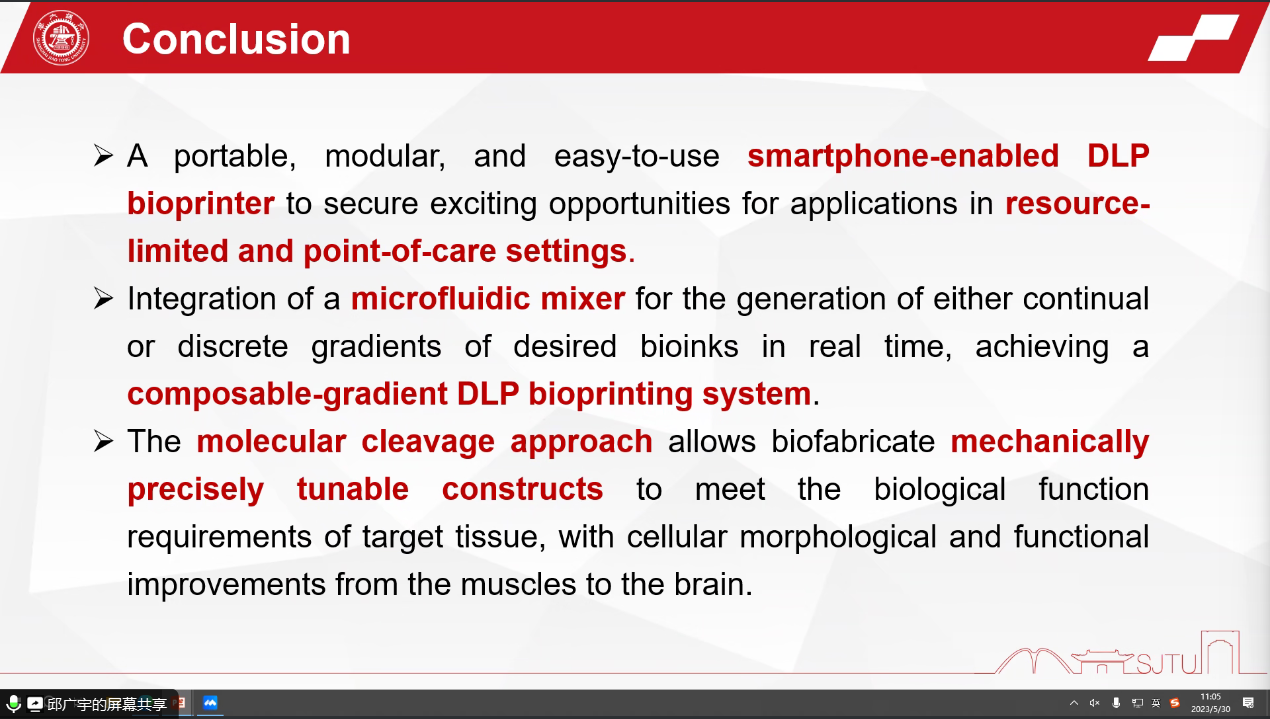 Conclusion
➢ A portable, modular, and easy-to-use smartphone-enabled DLP
bioprinter to secure exciting opportunities for applications in resource-
limited and point-of-care settings.
➢ Integration of a microfluidic mixer for the generation of either continual
or discrete gradients of desired bioinks in real time, achieving a
composable-gradient DLP bioprinting system.
➢ The molecular cleavage approach allows biofabricate mechanically
precisely tunable constructs to meet the biological function
requirements of target tissue, with cellular morphological and functional
improvements from the muscles to the brain.
SJTU
邱广宇的屏幕共享
英
11:05
2023/5/30